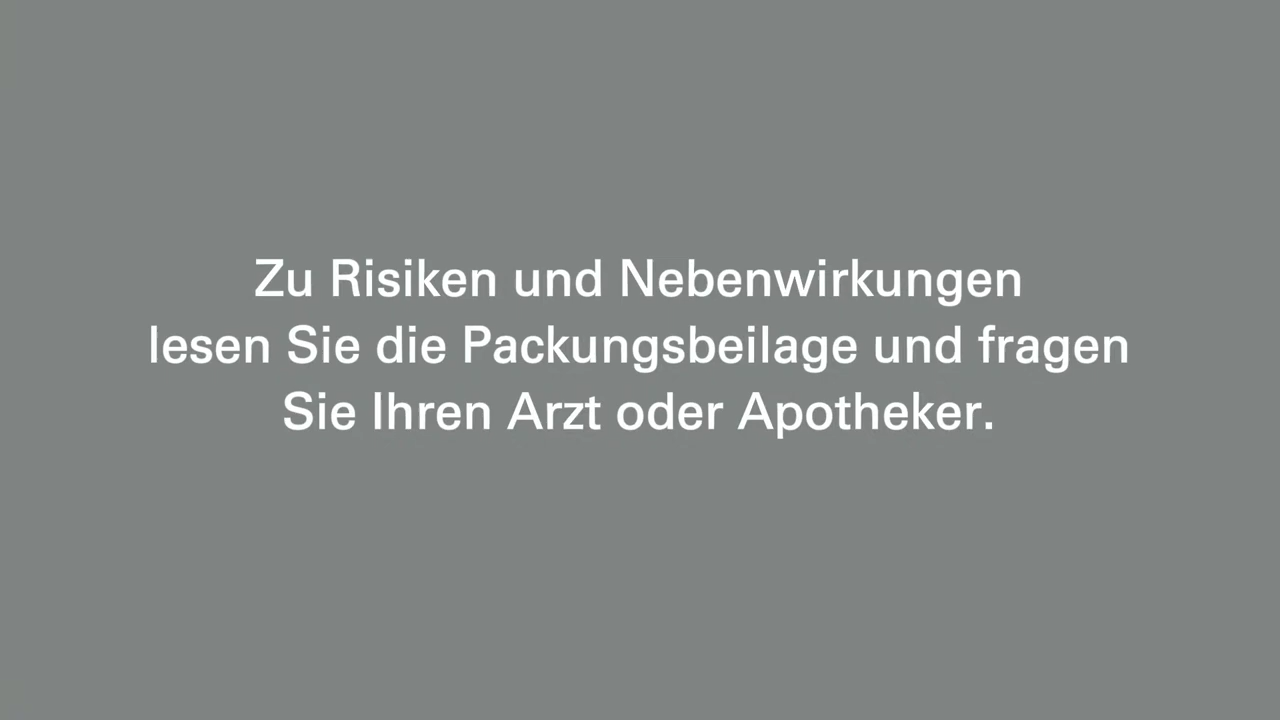 Zu Risiken und Nebenwirkungen
lesen Sie die Packungsbeilage und fragen
Sie Ihren Arzt oder Apotheker.